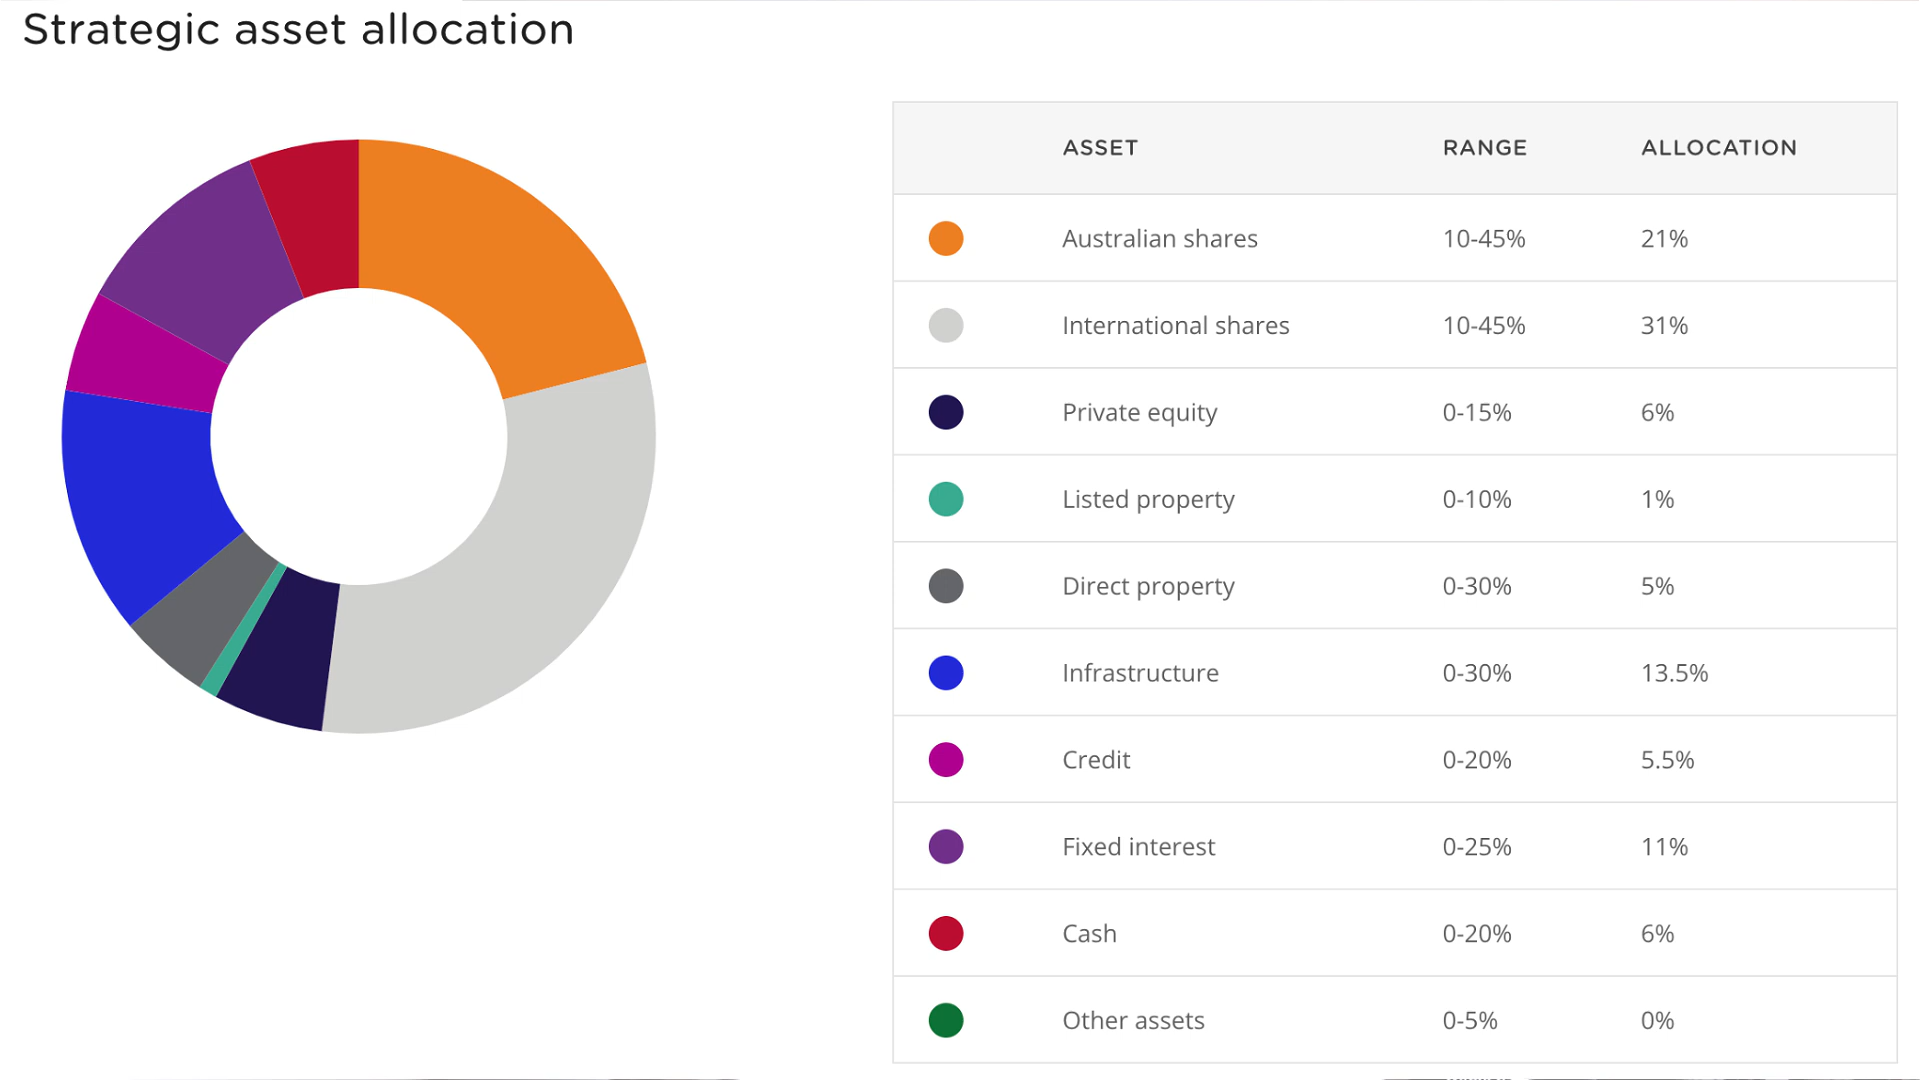 Strategic asset allocation
ASSET RANGE ALLOCATION
Australian shares 10-45% 21%
International shares 10-45% 31%
Private equity 0-15% 6%
Listed property 0-10% 1%
Direct property 0-30% 5%
Infrastructure 0-30% 13.5%
Credit 0-20% 5.5%
Fixed interest 0-25% 11%
Cash 0-20% 6%
Other assets 0-5% 0%